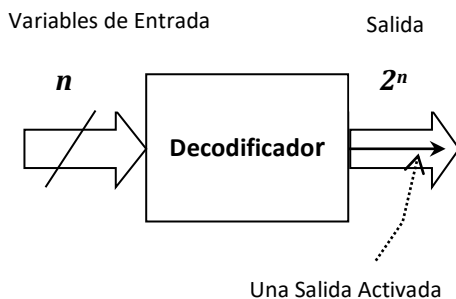 Variables de Entrada
Salida
n
2ⁿ
Decodificador
Una Salida Activada